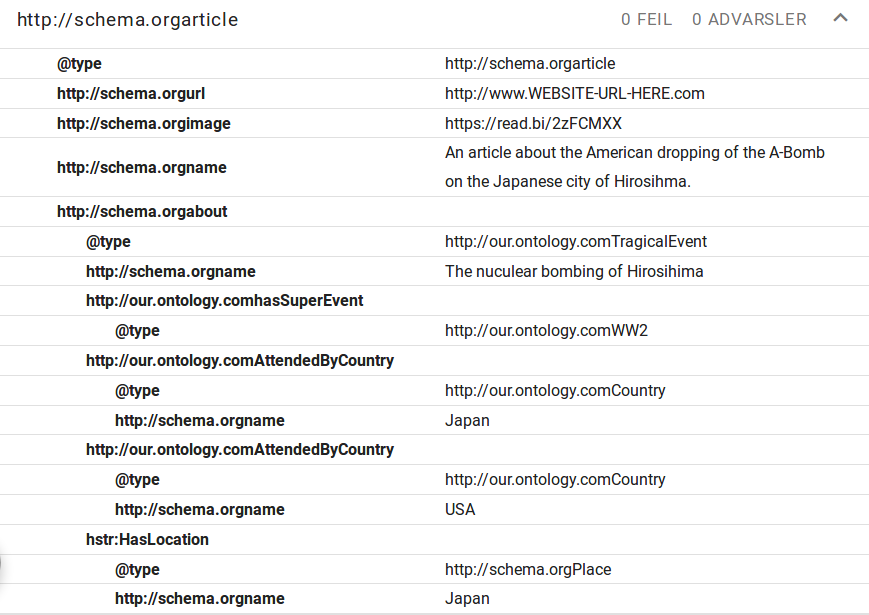 http://schema.orgarticle 0 FEIL 0 ADVARSLER
@type http://schema.orgarticle
http://schema.orgurl http://www.WEBSITE-URL-HERE.com
http://schema.orgimage https://read.bi/2zFCMXX
http://schema.orgname An article about the American dropping of the A-Bomb
on the Japanese city of Hirosihma.
http://schema.orgabout
@type http://our.ontology.comTragicalEvent
http://schema.orgname The nuculear bombing of Hirosihima
http://our.ontology.comhasSuperEvent
@type http://our.ontology.comWW2
http://our.ontology.comAttendedByCountry
@type http://our.ontology.comCountry
http://schema.orgname Japan
http://our.ontology.comAttendedByCountry
@type http://our.ontology.comCountry
http://schema.orgname USA
hstr:HasLocation
@type http://schema.orgPlace
http://schema.orgname Japan